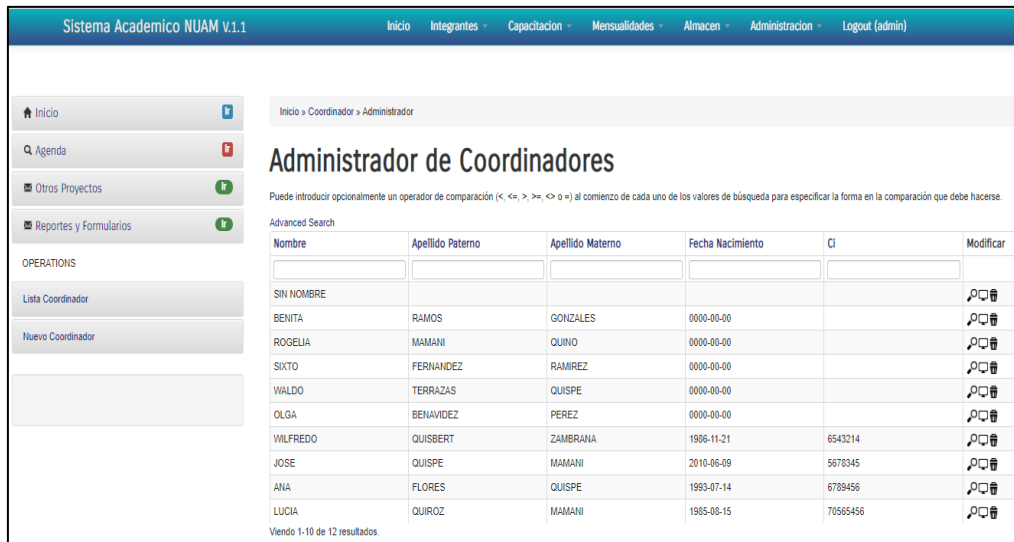 Sistema Academico NUAM V.1.1 Inicio Integrantes Capacitacion Mensualidades Almacen Administracion Logout (admin)
Inicio Ir
Agenda Ir
Otros Proyectos Ir
Reportes y Formularios Ir
OPERATIONS
Lista Coordinador
Nuevo Coordinador
Inicio » Coordinador » Administrador
Administrador de Coordinadores
Puede introducir opcionalmente un operador de comparación (<, <=, >, >=, <> o =) al comienzo de cada uno de los valores de búsqueda para especificar la forma en la comparación que debe hacerse.
Advanced Search
Nombre Apellido Paterno Apellido Materno Fecha Nacimiento Ci Modificar
SIN NOMBRE
BENITA RAMOS GONZALES 0000-00-00
ROGELIA MAMANI QUINO 0000-00-00
SIXTO FERNANDEZ RAMIREZ 0000-00-00
WALDO TERRAZAS QUISPE 0000-00-00
OLGA BENAVIDEZ PEREZ 0000-00-00
WILFREDO QUISBERT ZAMBRANA 1986-11-21 6543214
JOSE QUISPE MAMANI 2010-06-09 5678345
ANA FLORES QUISPE 1993-07-14 6789456
LUCIA QUIROZ MAMANI 1985-08-15 70565456
Viendo 1-10 de 12 resultados.